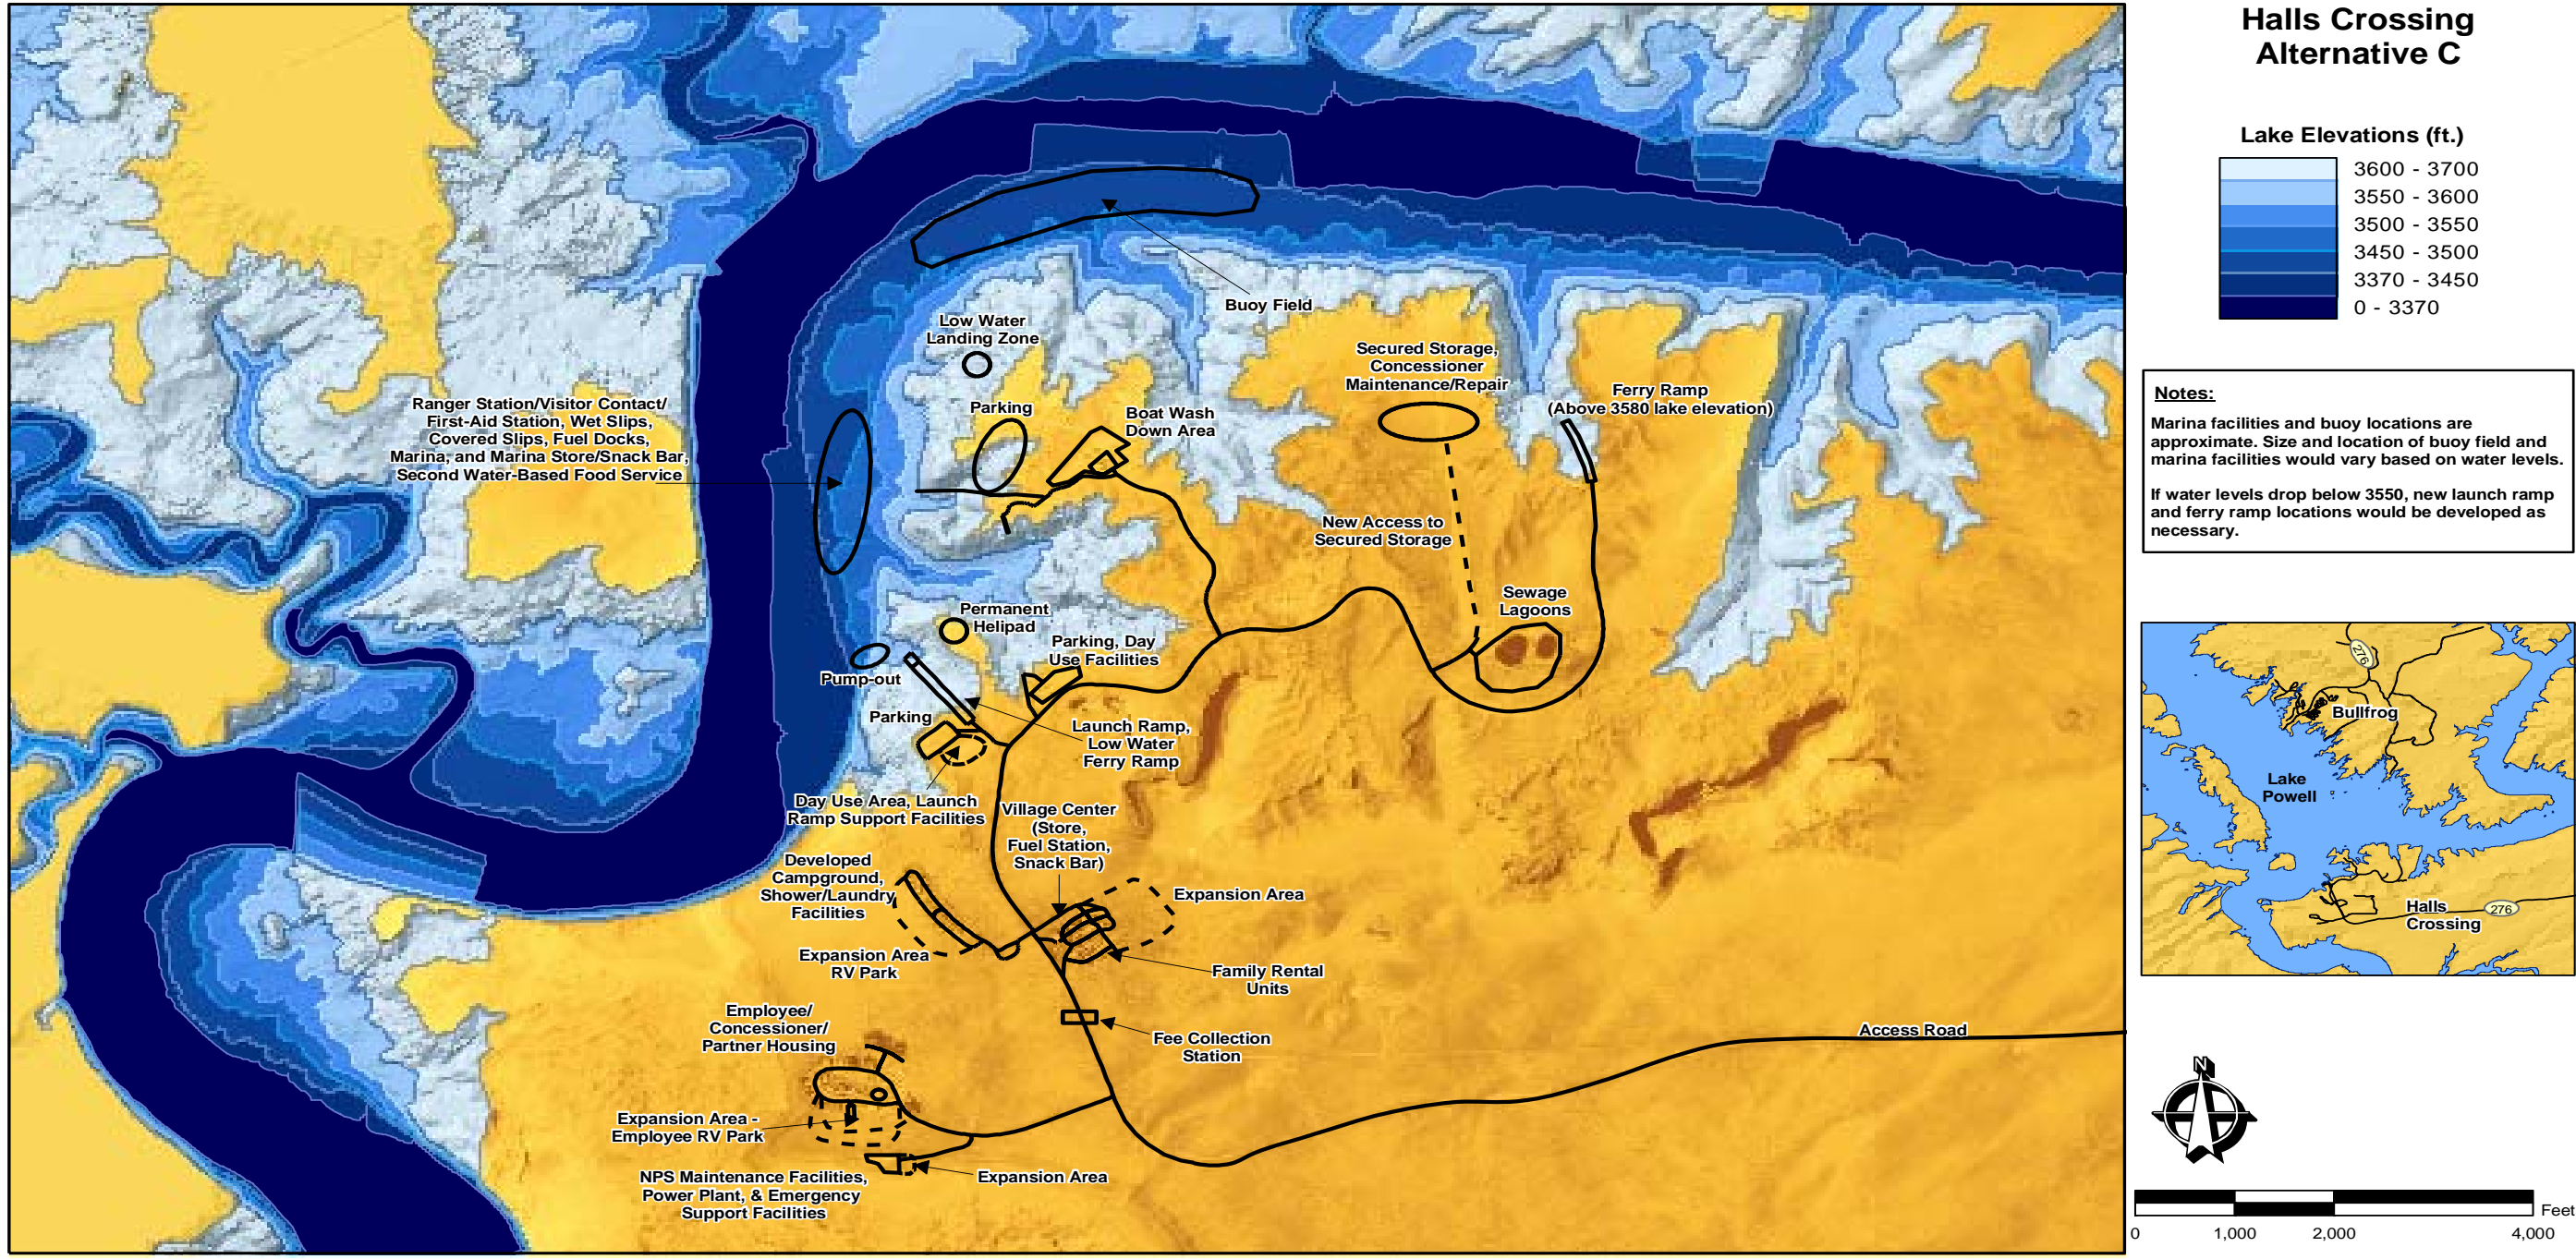 Halls Crossing
Alternative C
Lake Elevations (ft.)
3600 - 3700
3550 - 3600
3500 - 3550
3450 - 3500
3370 - 3450
0 - 3370
Notes:
Marina facilities and buoy locations are
approximate. Size and location of buoy field and
marina facilities would vary based on water levels.
If water levels drop below 3550, new launch ramp
and ferry ramp locations would be developed as
necessary.
Buoy Field
Low Water
Landing Zone
Secured Storage,
Concessioner
Maintenance/Repair
Ferry Ramp
(Above 3580 lake elevation)
Ranger Station/Visitor Contact/
First-Aid Station, Wet Slips,
Covered Slips, Fuel Docks,
Marina, and Marina Store/Snack Bar,
Second Water-Based Food Service
Parking
Boat Wash
Down Area
New Access to
Secured Storage
Sewage
Lagoons
Permanent
Helipad
Parking, Day
Use Facilities
Pump-out
Parking
Launch Ramp,
Low Water
Ferry Ramp
Day Use Area, Launch
Ramp Support Facilities
Village Center
(Store,
Fuel Station,
Snack Bar)
Developed
Campground,
Shower/Laundry
Facilities
Expansion Area
Expansion Area
RV Park
Family Rental
Units
Employee/
Concessioner/
Partner Housing
Fee Collection
Station
Access Road
Expansion Area -
Employee RV Park
NPS Maintenance Facilities,
Power Plant, & Emergency
Support Facilities
Expansion Area
276
Bullfrog
Lake
Powell
Halls
Crossing
276
N
Feet
0 1,000 2,000 4,000